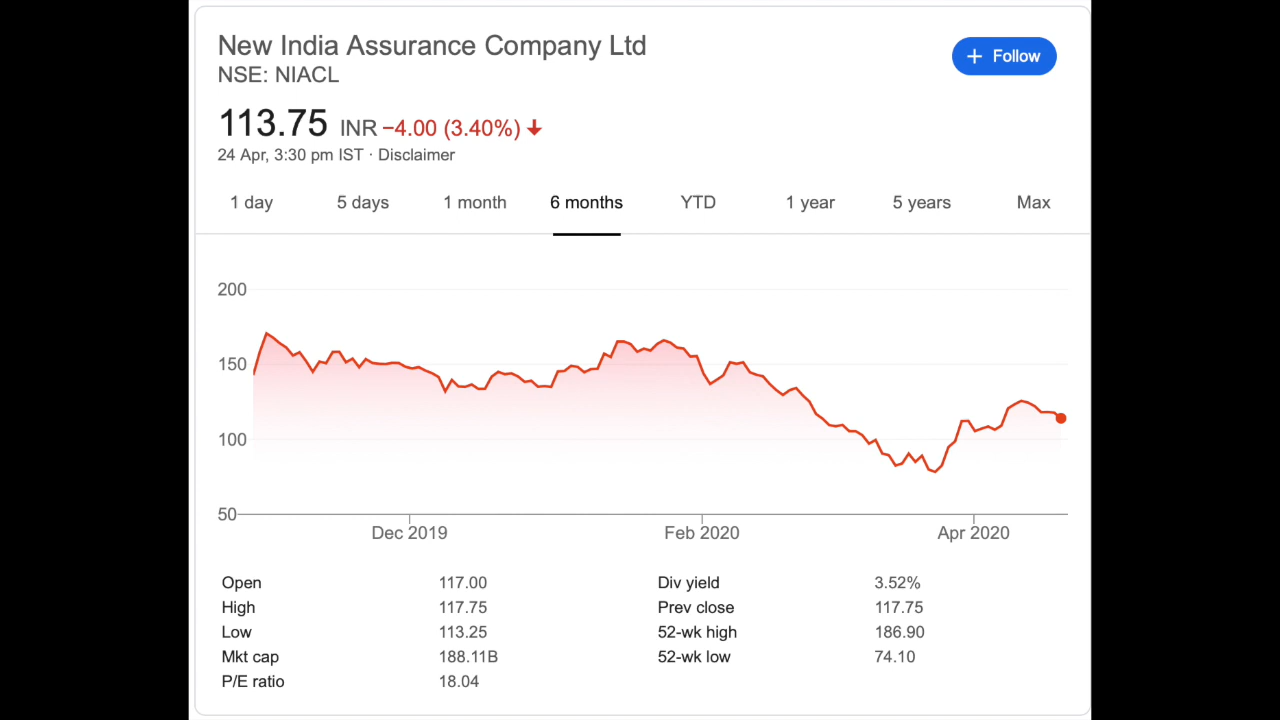 New India Assurance Company Ltd
NSE: NIACL
+ Follow
113.75 INR −4.00 (3.40%) ↓
24 Apr, 3:30 pm IST · Disclaimer
1 day 5 days 1 month 6 months YTD 1 year 5 years Max
200
150
100
50
Dec 2019 Feb 2020 Apr 2020
Open 117.00 Div yield 3.52%
High 117.75 Prev close 117.75
Low 113.25 52-wk high 186.90
Mkt cap 188.11B 52-wk low 74.10
P/E ratio 18.04